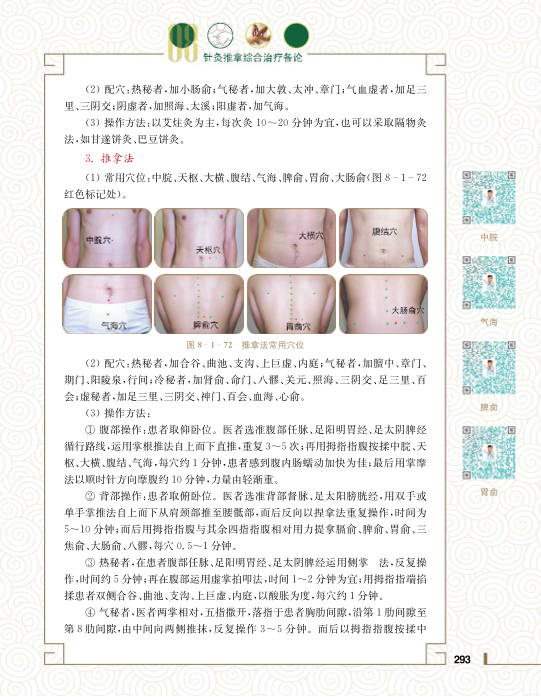 08
针灸推拿综合治疗各论
（2）配穴：热秘者，加小肠俞；气秘者，加大敦、太冲、章门；气血虚者，加足三
里、三阴交；阴虚者，加照海、太溪；阳虚者，加气海。
（3）操作方法：以艾炷灸为主，每次灸 10～20 分钟为宜，也可以采取隔物灸
法，如甘遂饼灸、巴豆饼灸。
3. 推拿法
（1）常用穴位：中脘、天枢、大横、腹结、气海、脾俞、胃俞、大肠俞（图 8-1-72
红色标记处）。
中脘穴
天枢穴
大横穴
腹结穴
气海穴
脾俞穴
胃俞穴
大肠俞穴
图 8-1-72 推拿法常用穴位
（2）配穴：热秘者，加合谷、曲池、支沟、上巨虚、内庭；气秘者，加膻中、章门、
期门、阳陵泉，行间；冷秘者，加肾俞、命门、八髎、关元、照海、三阴交、足三里、百
会；虚秘者，加足三里、三阴交、神门、百会、血海、心俞。
（3）操作方法：
① 腹部操作：患者取仰卧位。医者选准腹部任脉、足阳明胃经、足太阴脾经
循行路线，运用掌根推法自上而下直推，重复 3～5 次；再用拇指指腹按揉中脘、天
枢、大横、腹结、气海，每穴约 1 分钟，患者感到腹内肠蠕动加快为佳；最后用掌摩
法以顺时针方向摩腹约 10 分钟，力量由轻渐重。
② 背部操作：患者取俯卧位。医者选准背部督脉、足太阳膀胱经，用双手或
单手掌推法自上而下从肩颈部推至腰骶部，而后反向以捏拿法重复操作，时间为
5～10 分钟；而后用拇指指腹与其余四指指腹相对用力提拿膈俞、脾俞、胃俞、三
焦俞、大肠俞、八髎，每穴 0.5～1 分钟。
③ 热秘者，在患者腹部任脉、足阳明胃经、足太阴脾经运用侧掌 法，反复操
作，时间约 5 分钟；再在腹部运用虚掌拍叩法，时间 1～2 分钟为宜；用拇指指端掐
揉患者双侧合谷、曲池、支沟、上巨虚、内庭，以酸胀为度，每穴约 1 分钟。
④ 气秘者，医者两掌相对，五指撒开，落指于患者胸肋间隙，沿第 1 肋间隙至
第 8 肋间隙，由中间向两侧推抹，反复操作 3～5 分钟。而后以拇指指腹按揉中
中脘
气海
脾俞
胃俞
293